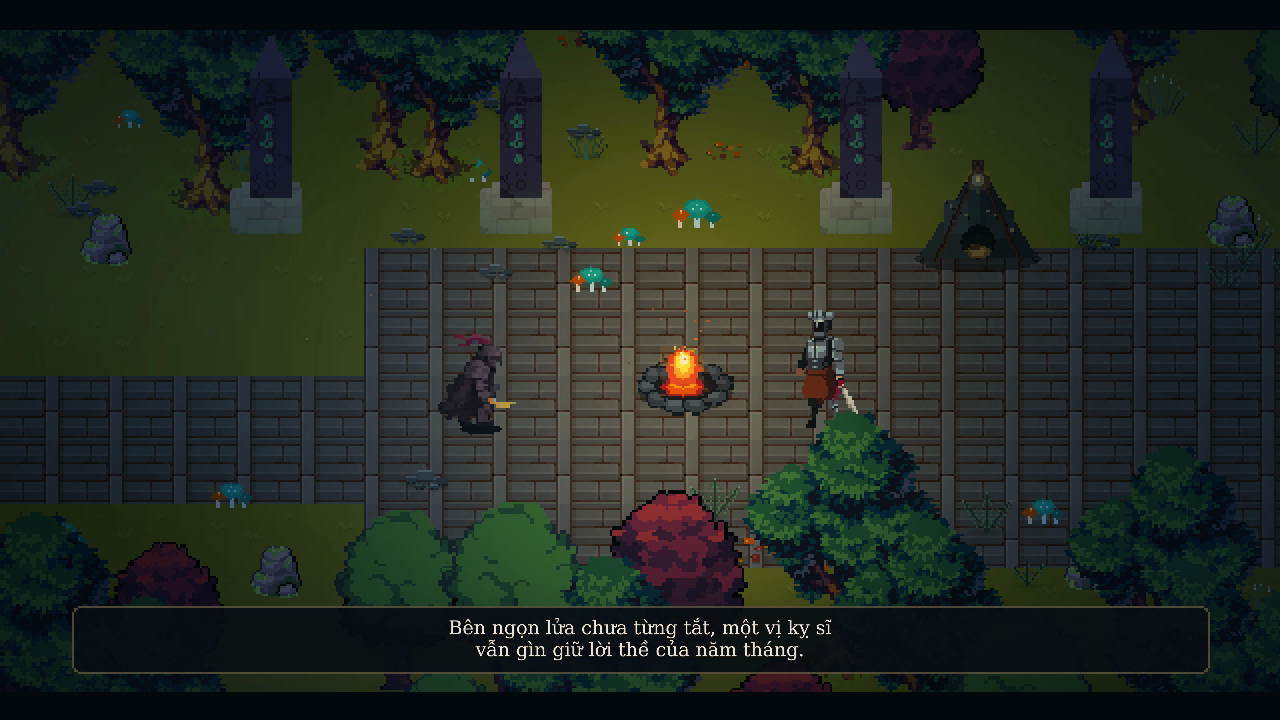 Bên ngọn lửa chưa từng tắt, một vị kỵ sĩ
vẫn gìn giữ lời thề của năm tháng.